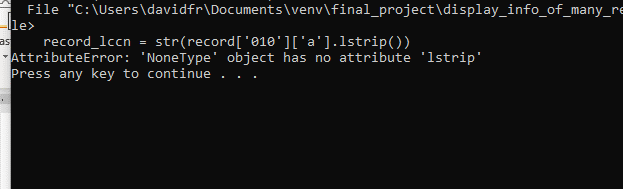 File "C:\Users\davidfr\Documents\venv\final_project\display_info_of_many_re
le>
record_lccn = str(record['010']['a'].lstrip())
AttributeError: 'NoneType' object has no attribute 'lstrip'
Press any key to continue . . .